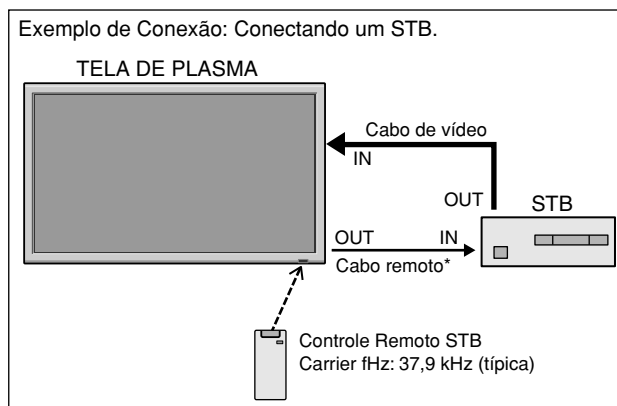 Exemplo de Conexão: Conectando um STB.
TELA DE PLASMA
Cabo de vídeo
IN
OUT
STB
OUT
IN
Cabo remoto*
Controle Remoto STB
Carrier fHz: 37,9 kHz (típica)